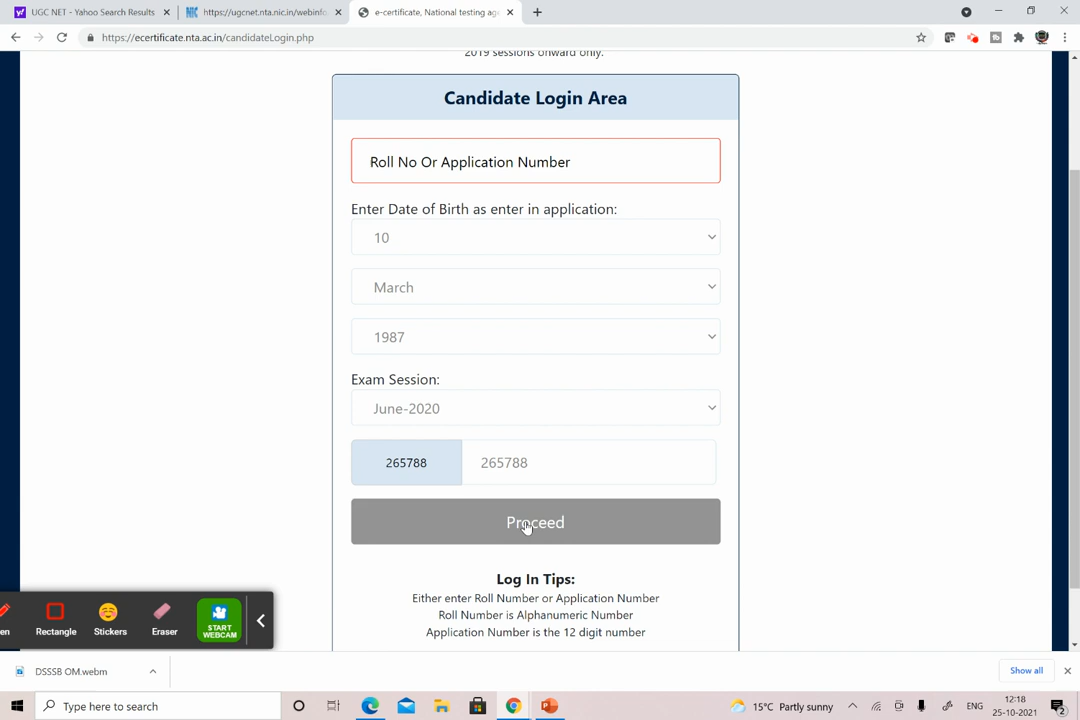 UGC NET - Yahoo Search Results
https://ugcnet.nta.nic.in/webinfo
e-certificate, National testing age
https://ecertificate.nta.ac.in/candidateLogin.php
2019 sessions onward only.
Candidate Login Area
Roll No Or Application Number
Enter Date of Birth as enter in application:
10
March
1987
Exam Session:
June-2020
265788 265788
Proceed
Log In Tips:
Either enter Roll Number or Application Number
Roll Number is Alphanumeric Number
Application Number is the 12 digit number
en Rectangle Stickers Eraser START WEBCAM
DSSSB OM.webm
Show all
Type here to search
15°C Partly sunny
ENG
12:18
25-10-2021
2